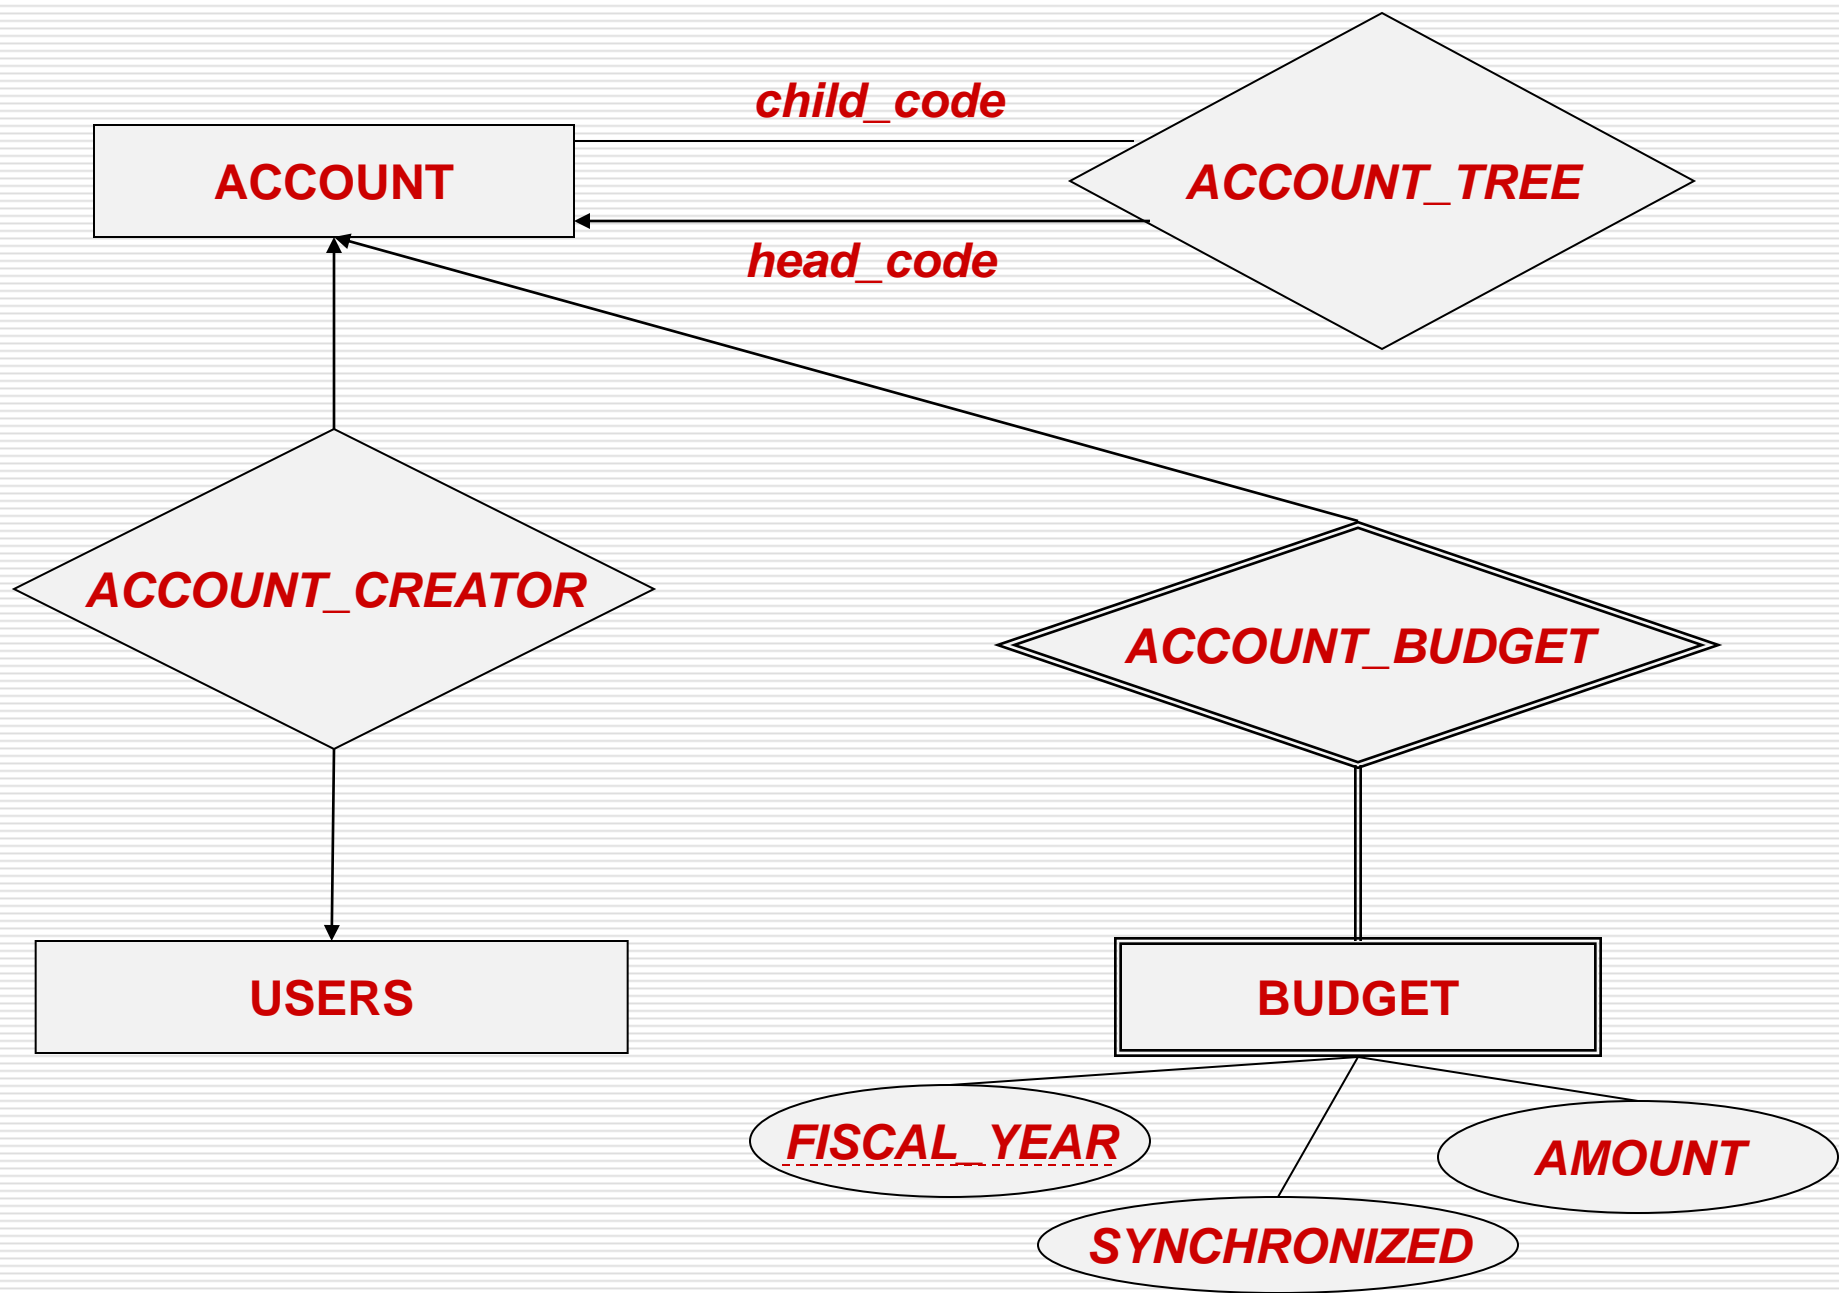 child_code
ACCOUNT
ACCOUNT_TREE
head_code
ACCOUNT_CREATOR
ACCOUNT_BUDGET
USERS
BUDGET
FISCAL_YEAR
AMOUNT
SYNCHRONIZED